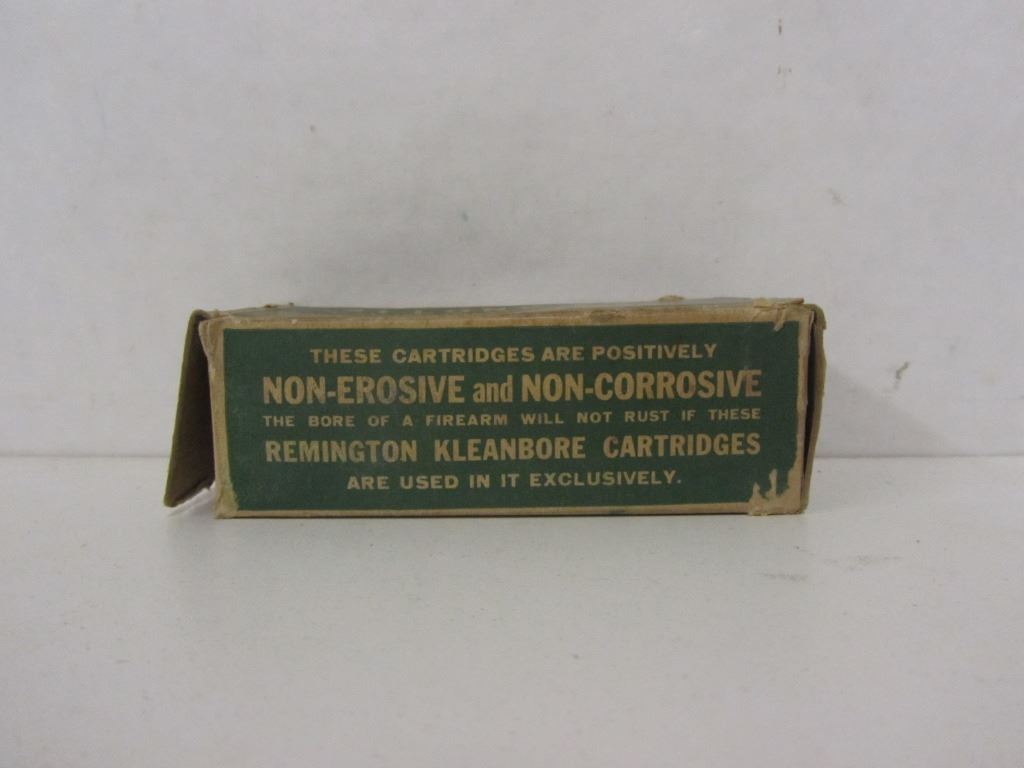 THESE CARTRIDGES ARE POSITIVELY
NON-EROSIVE and NON-CORROSIVE
THE BORE OF A FIREARM WILL NOT RUST IF THESE
REMINGTON KLEANBORE CARTRIDGES
ARE USED IN IT EXCLUSIVELY.